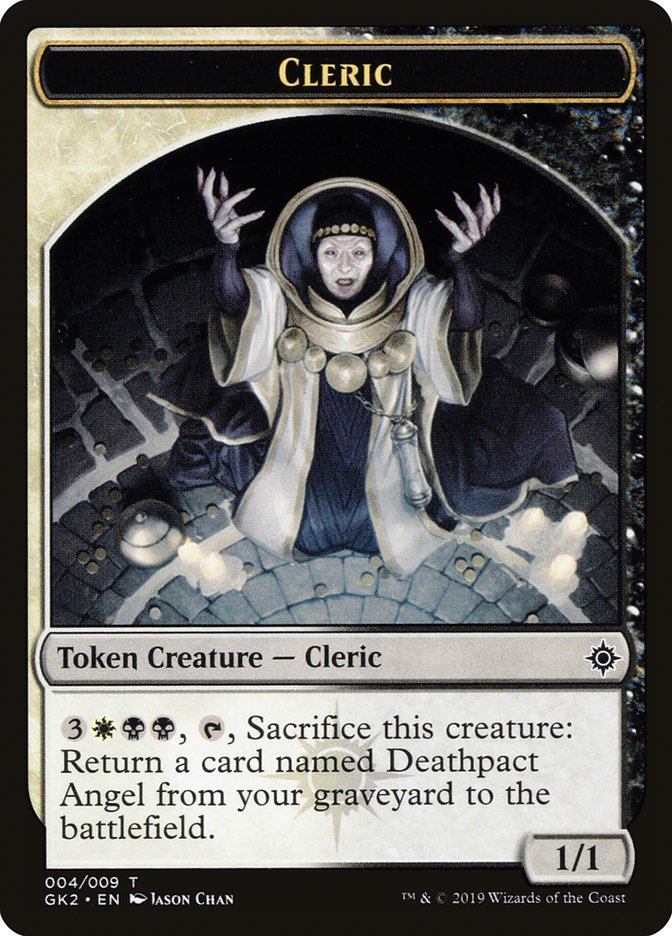 Cleric
Token Creature — Cleric
3, , Sacrifice this creature:
Return a card named Deathpact
Angel from your graveyard to the
battlefield.
1/1
004/009 T
GK2 • EN Jason Chan
™ & © 2019 Wizards of the Coast